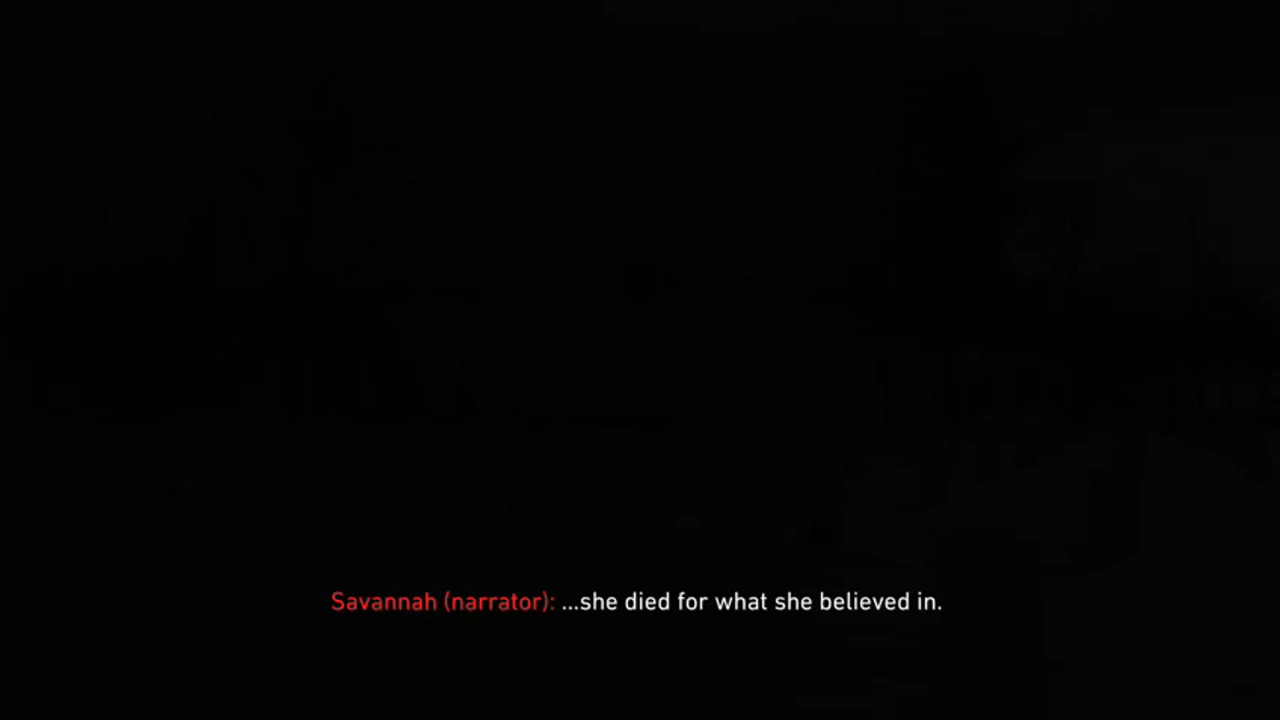 Savannah (narrator): ...she died for what she believed in.